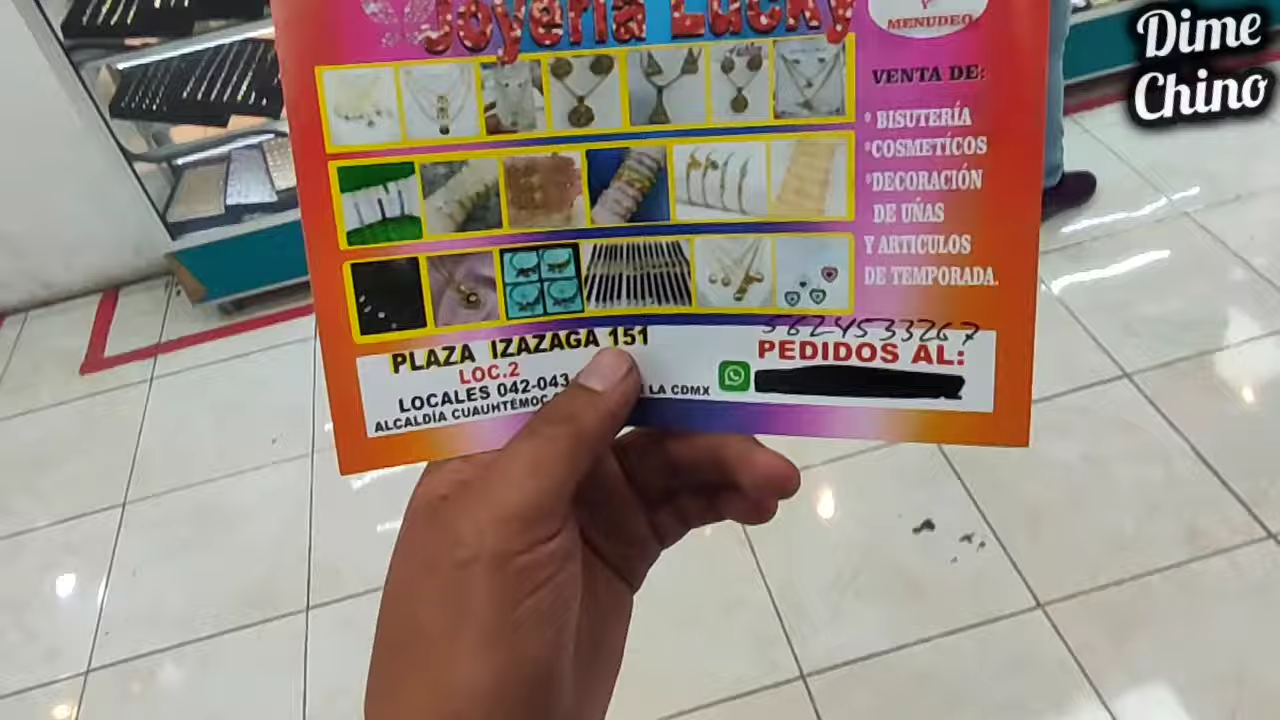 Dime
Chino
Joyería Lucky
Y
MENUDEO
VENTA DE:
BISUTERÍA
COSMETÍCOS
DECORACIÓN
DE UÑAS
Y ARTICULOS
DE TEMPORADA.
5624533267
PLAZA IZAZAGA 151
LOC.2
LOCALES 042-043
ALCALDÍA CUAUHTÉMOC LA CDMX
PEDIDOS AL: